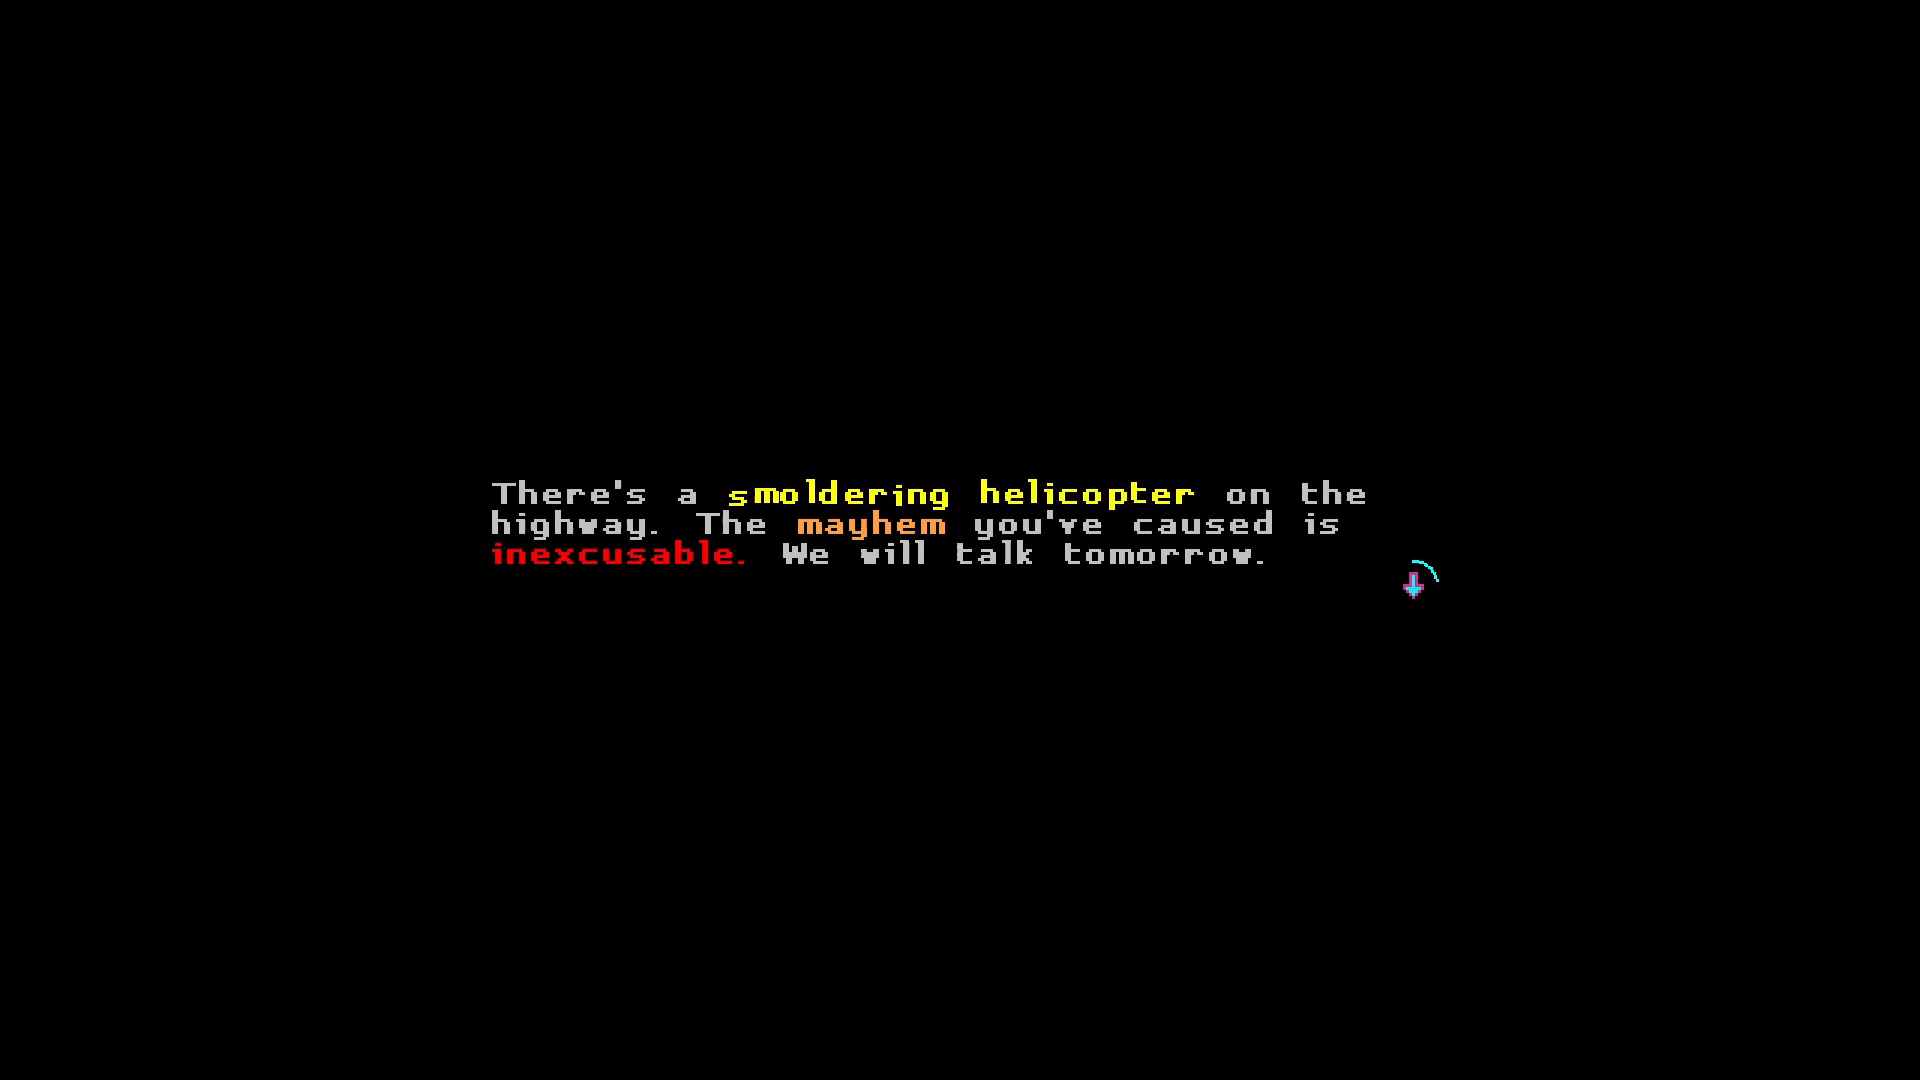 There's a smoldering helicopter on the
highway. The mayhem you've caused is
inexcusable. We will talk tomorrow.